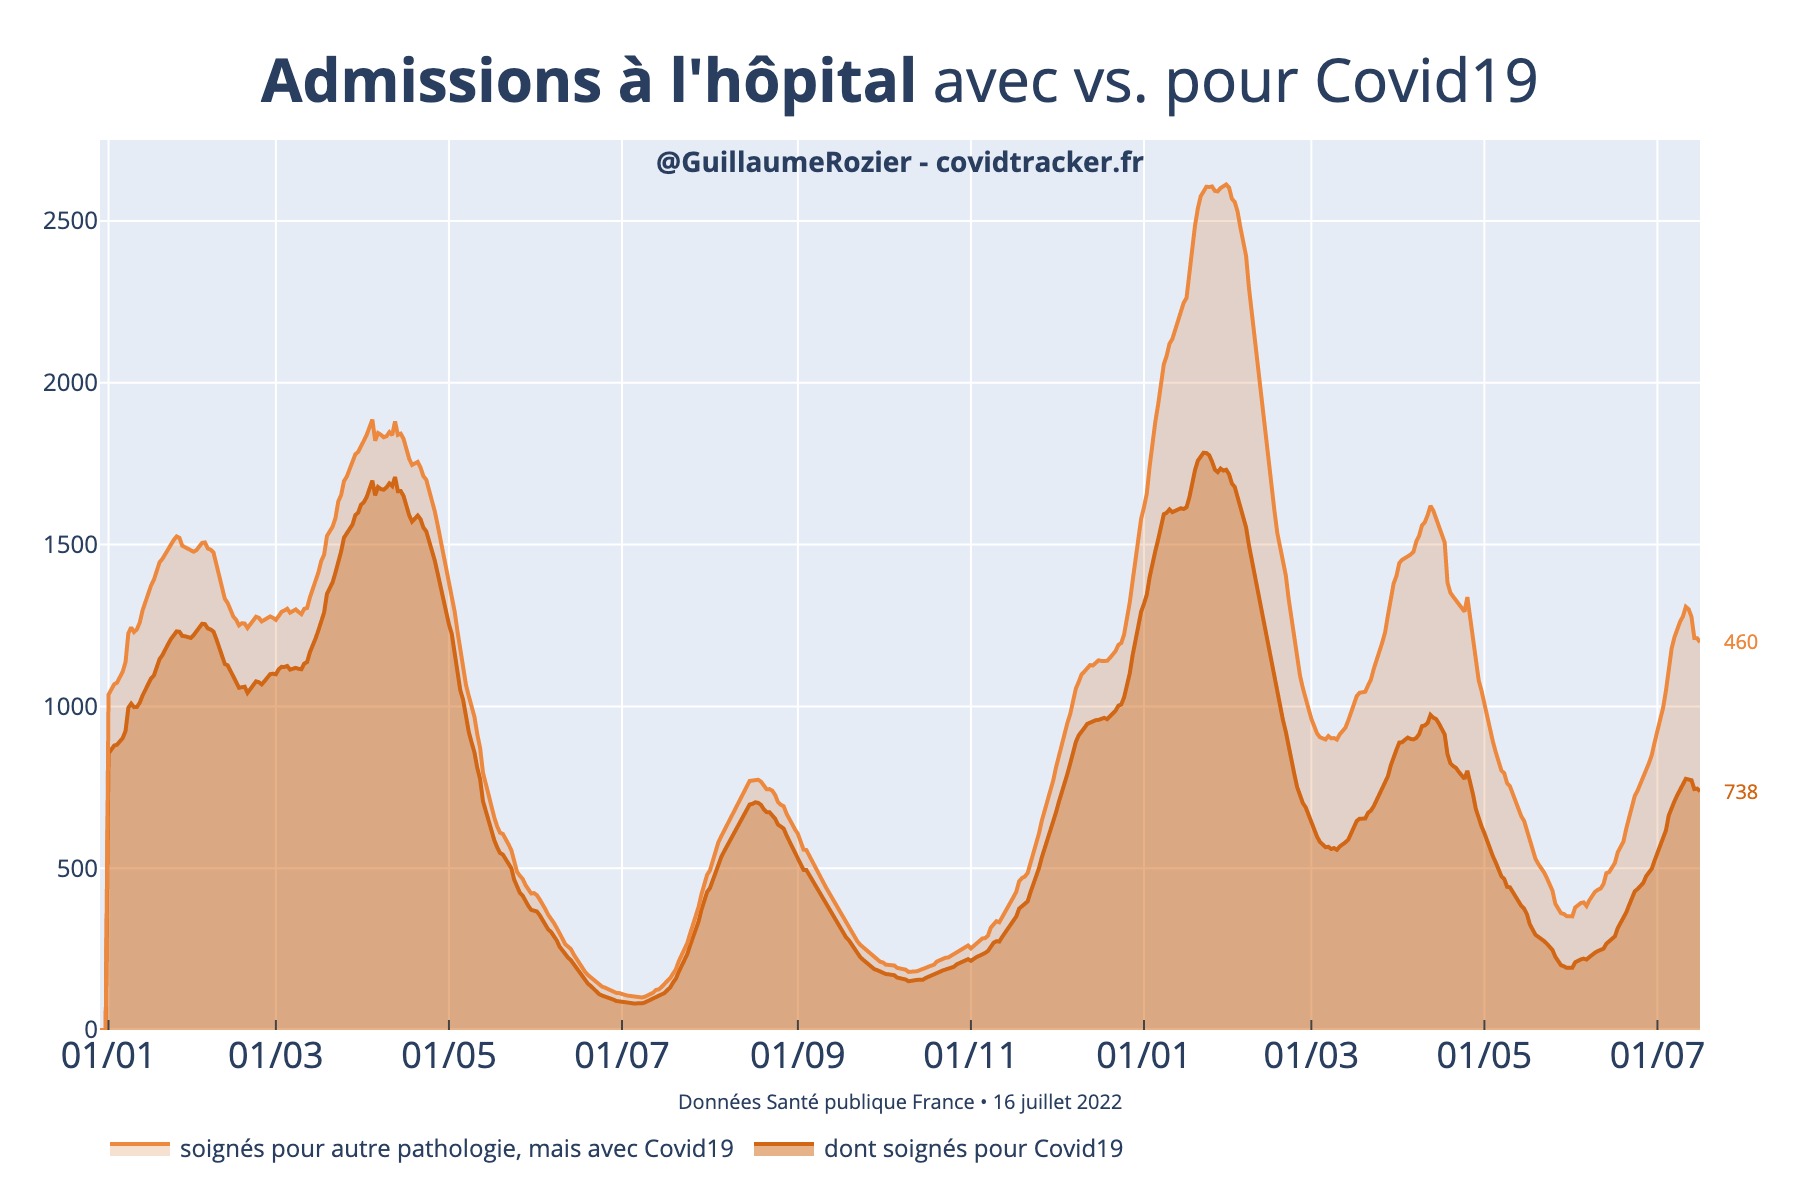 Admissions à l'hôpital avec vs. pour Covid19
@GuillaumeRozier - covidtracker.fr
2500
2000
1500
1000
500
0
460
738
01/01 01/03 01/05 01/07 01/09 01/11 01/01 01/03 01/05 01/07
Données Santé publique France • 16 juillet 2022
soignés pour autre pathologie, mais avec Covid19 dont soignés pour Covid19